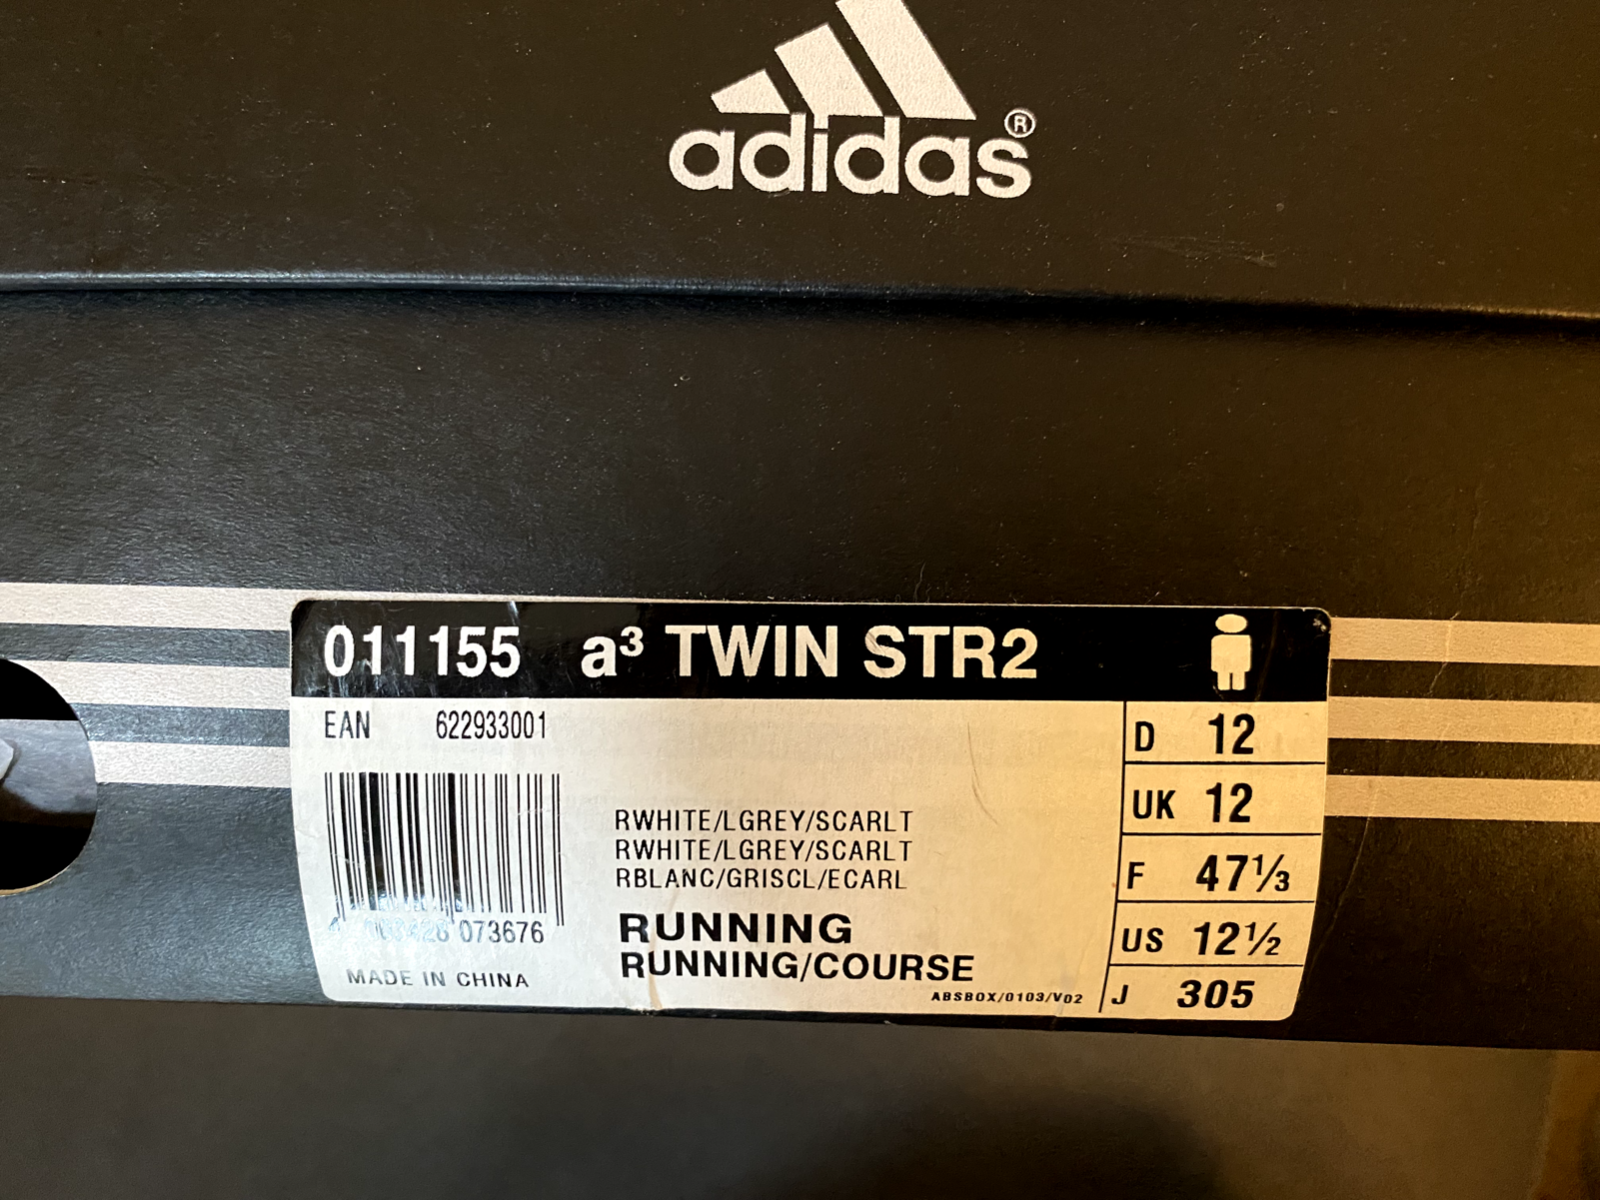 adidas®
011155 a³ TWIN STR2
EAN 622933001
D 12
UK 12
RWHITE/LGREY/SCARLT
RWHITE/LGREY/SCARLT
RBLANC/GRISCL/ECARL
F 47⅓
RUNNING
RUNNING/COURSE
US 12½
073676
MADE IN CHINA
ABSBOX/0103/V02
J 305